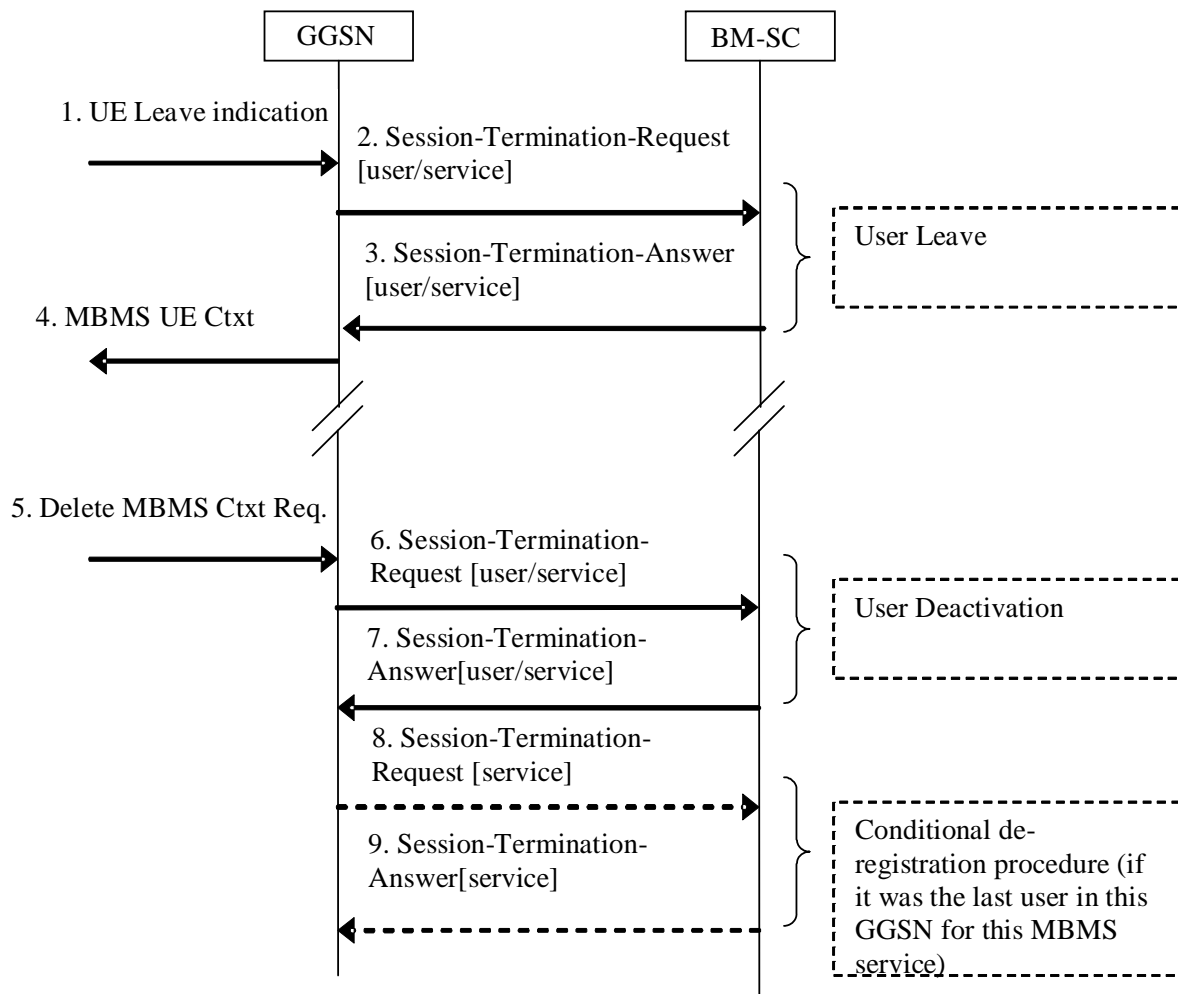 GGSN
BM-SC
1. UE Leave indication
2. Session-Termination-Request
[user/service]
User Leave
3. Session-Termination-Answer
[user/service]
4. MBMS UE Ctxt
5. Delete MBMS Ctxt Req.
6. Session-Termination-
Request [user/service]
User Deactivation
7. Session-Termination-
Answer[user/service]
8. Session-Termination-
Request [service]
9. Session-Termination-
Answer[service]
Conditional de-
registration procedure (if
it was the last user in this
GGSN for this MBMS
service)